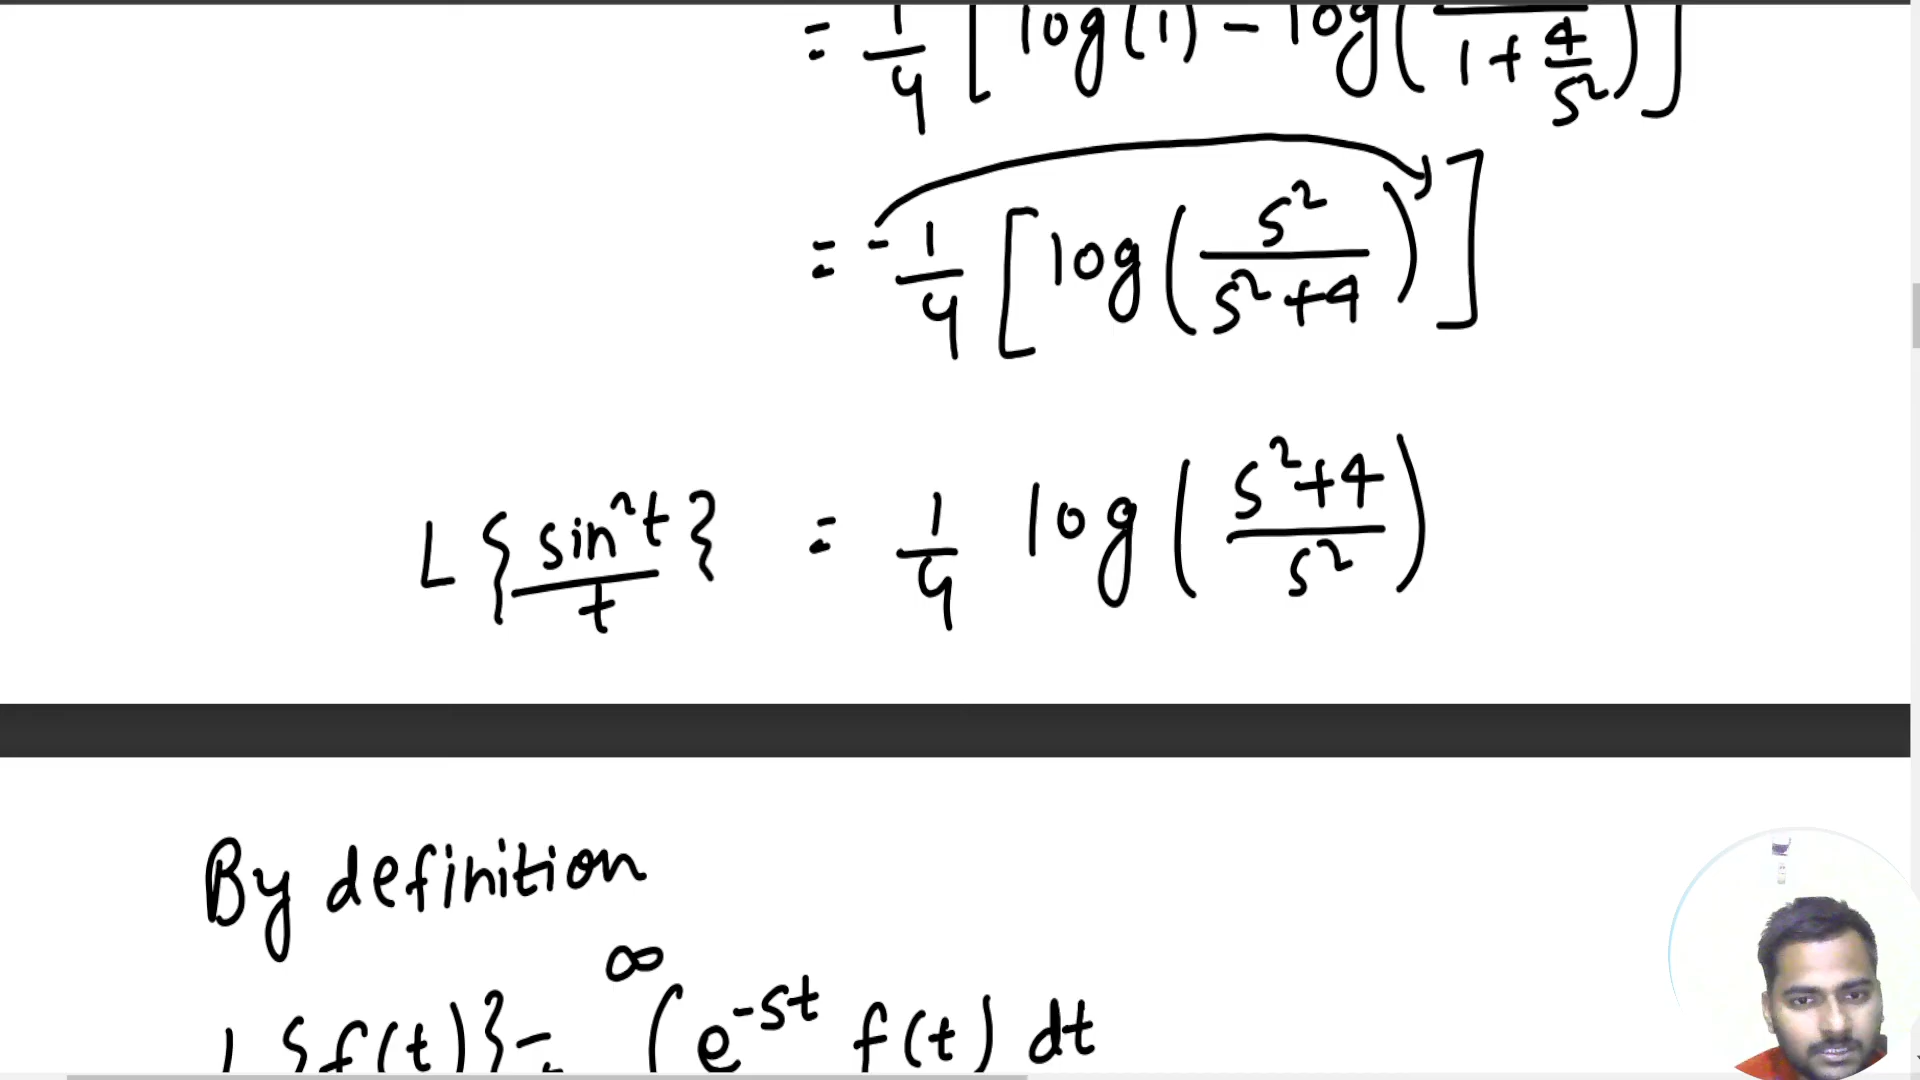 = 1/4 [ log(1) - log( / 1 + 4/s² ) ]
= - 1/4 [ log ( s² / s²+4 ) ]
L { sin²t / t } = 1/4 log ( s²+4 / s² )
By definition
L {f(t)} = ∫ ∞ e^-st f(t) dt